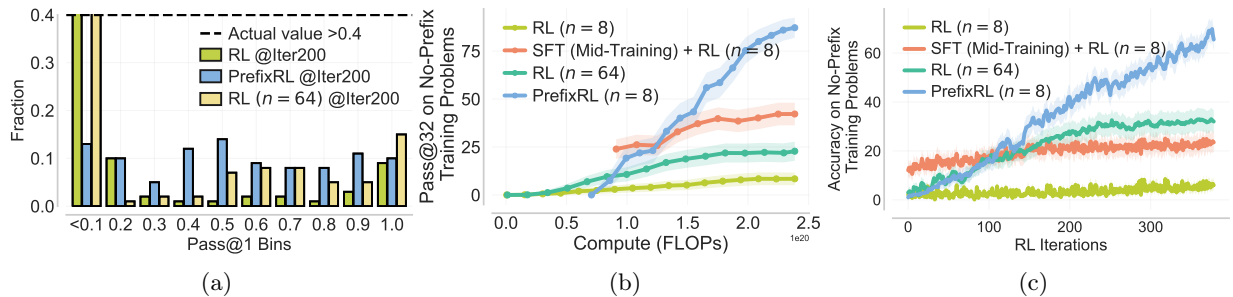 0.4
0.3
0.2
0.1
0.0
Fraction
Actual value >0.4
RL @Iter200
PrefixRL @Iter200
RL (n = 64) @Iter200
<0.1 0.2 0.3 0.4 0.5 0.6 0.7 0.8 0.9 1.0
Pass@1 Bins
(a)
Pass@32 on No-Prefix
Training Problems
75
50
25
0
RL (n = 8)
SFT (Mid-Training) + RL (n = 8)
RL (n = 64)
PrefixRL (n = 8)
0.0 0.5 1.0 1.5 2.0 2.5
1e20
Compute (FLOPs)
(b)
Accuracy on No-Prefix
Training Problems
60
40
20
0
RL (n = 8)
SFT (Mid-Training) + RL (n = 8)
RL (n = 64)
PrefixRL (n = 8)
0 100 200 300
RL Iterations
(c)